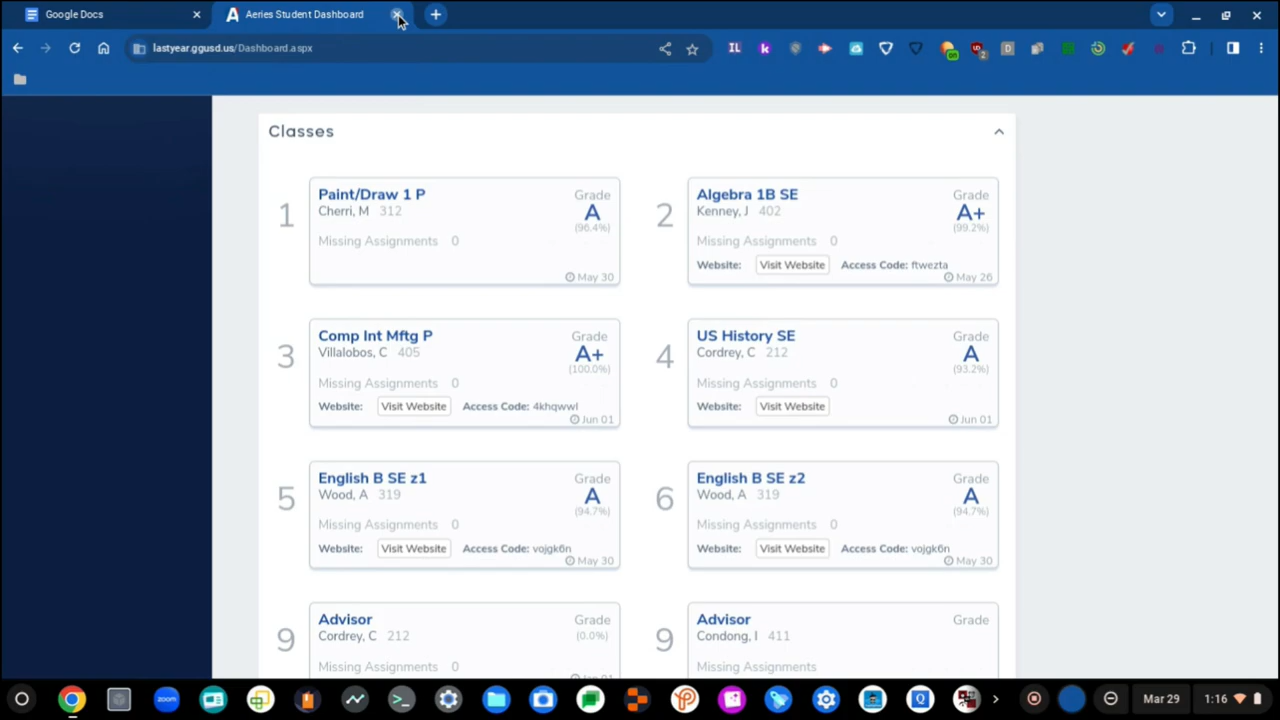 Google Docs
Aeries Student Dashboard
lastyear.ggusd.us/Dashboard.aspx
Classes
1
Paint/Draw 1 P
Cherri, M 312
Missing Assignments 0
Grade
A
(96.4%)
May 30
2
Algebra 1B SE
Kenney, J 402
Missing Assignments 0
Website: Visit Website Access Code: ftwezta
Grade
A+
(99.2%)
May 26
3
Comp Int Mftg P
Villalobos, C 405
Missing Assignments 0
Website: Visit Website Access Code: 4khqwwl
Grade
A+
(100.0%)
Jun 01
4
US History SE
Cordrey, C 212
Missing Assignments 0
Website: Visit Website
Grade
A
(93.2%)
Jun 01
5
English B SE z1
Wood, A 319
Missing Assignments 0
Website: Visit Website Access Code: vojgk6n
Grade
A
(94.7%)
May 30
6
English B SE z2
Wood, A 319
Missing Assignments 0
Website: Visit Website Access Code: vojgk6n
Grade
A
(94.7%)
May 30
9
Advisor
Cordrey, C 212
Missing Assignments 0
Grade
(0.0%)
Jun 01
9
Advisor
Condong, I 411
Missing Assignments
Grade
zoom
Mar 29
1:16